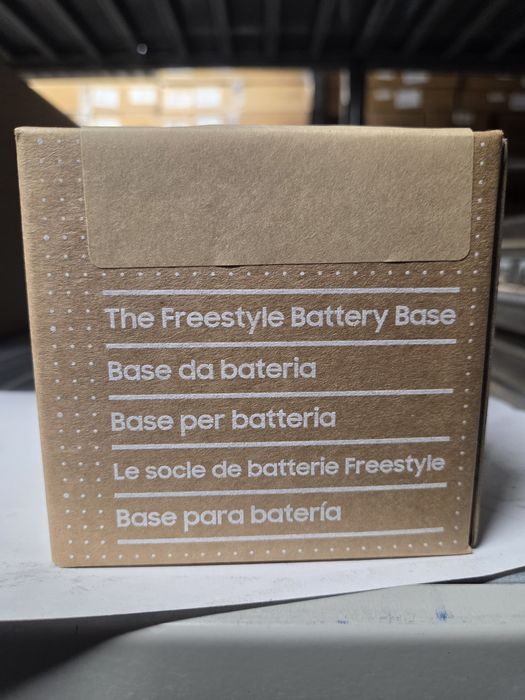 The Freestyle Battery Base
Base da bateria
Base per batteria
Le socle de batterie Freestyle
Base para batería